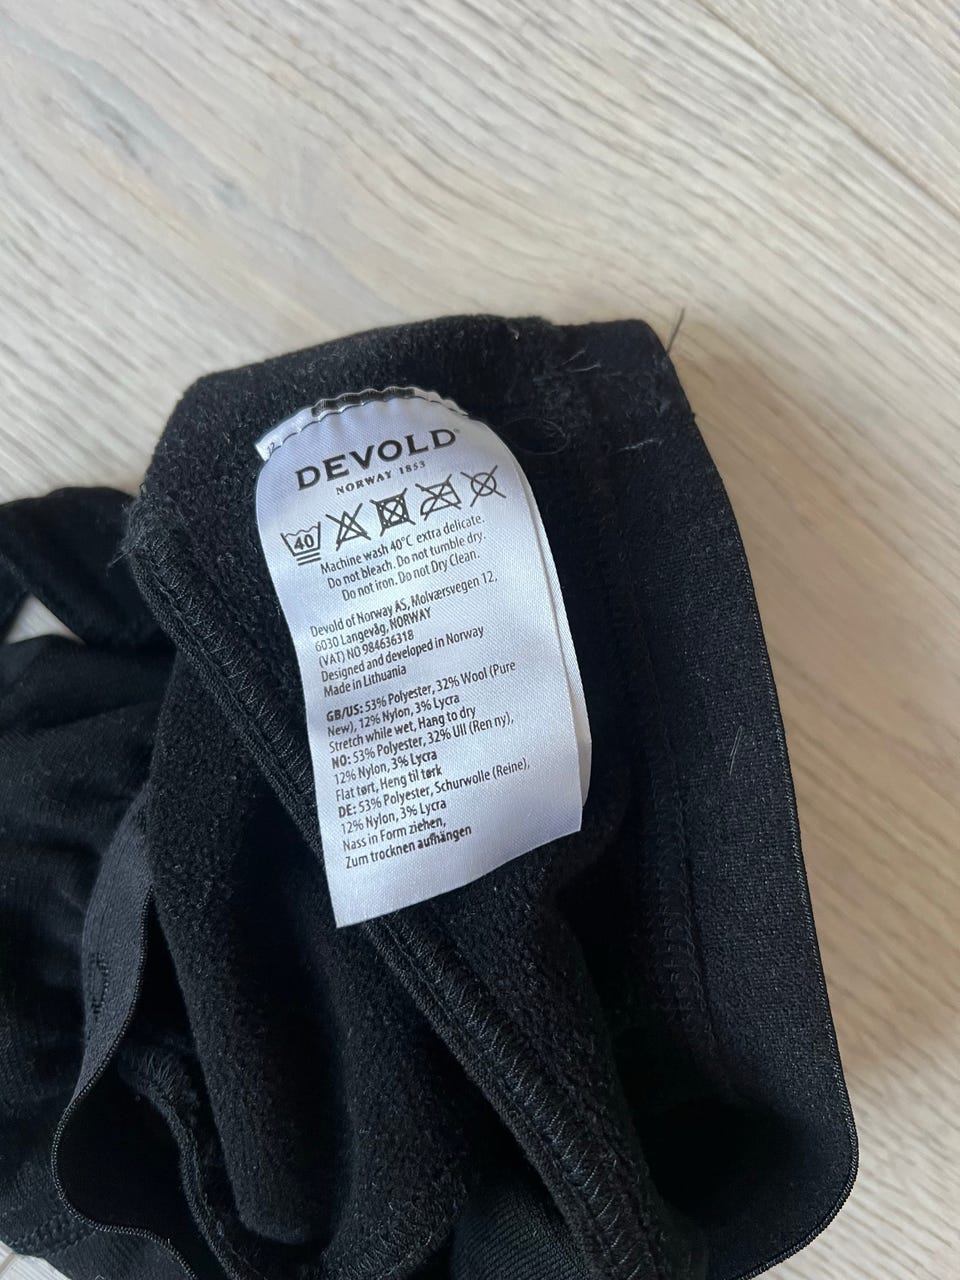 12
DEVOLD®
NORWAY 1853
40
Machine wash 40°C extra delicate.
Do not bleach. Do not tumble dry.
Do not iron. Do not Dry Clean.
Devold of Norway AS, Molværsvegen 12,
6030 Langevåg, NORWAY
(VAT) NO 984636318
Designed and developed in Norway
Made in Lithuania
GB/US: 53% Polyester, 32% Wool (Pure
New), 12% Nylon, 3% Lycra
Stretch while wet, Hang to dry
NO: 53% Polyester, 32% Ull (Ren ny),
12% Nylon, 3% Lycra
Flat tørt, Heng til tørk
DE: 53% Polyester, Schurwolle (Reine),
12% Nylon, 3% Lycra
Nass in Form ziehen,
Zum trocknen aufhängen